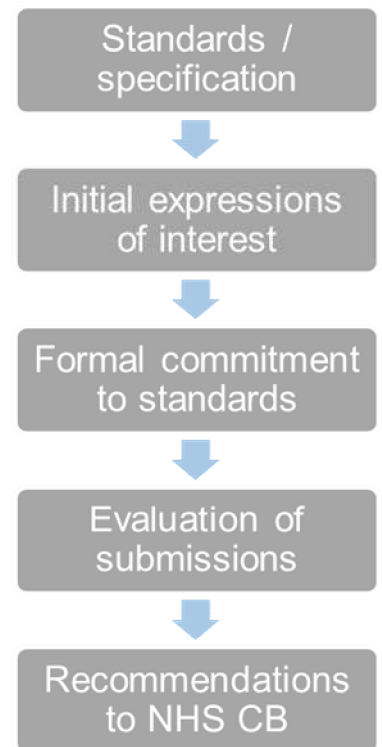 Standards /
specification
Initial expressions
of interest
Formal commitment
to standards
Evaluation of
submissions
Recommendations
to NHS CB